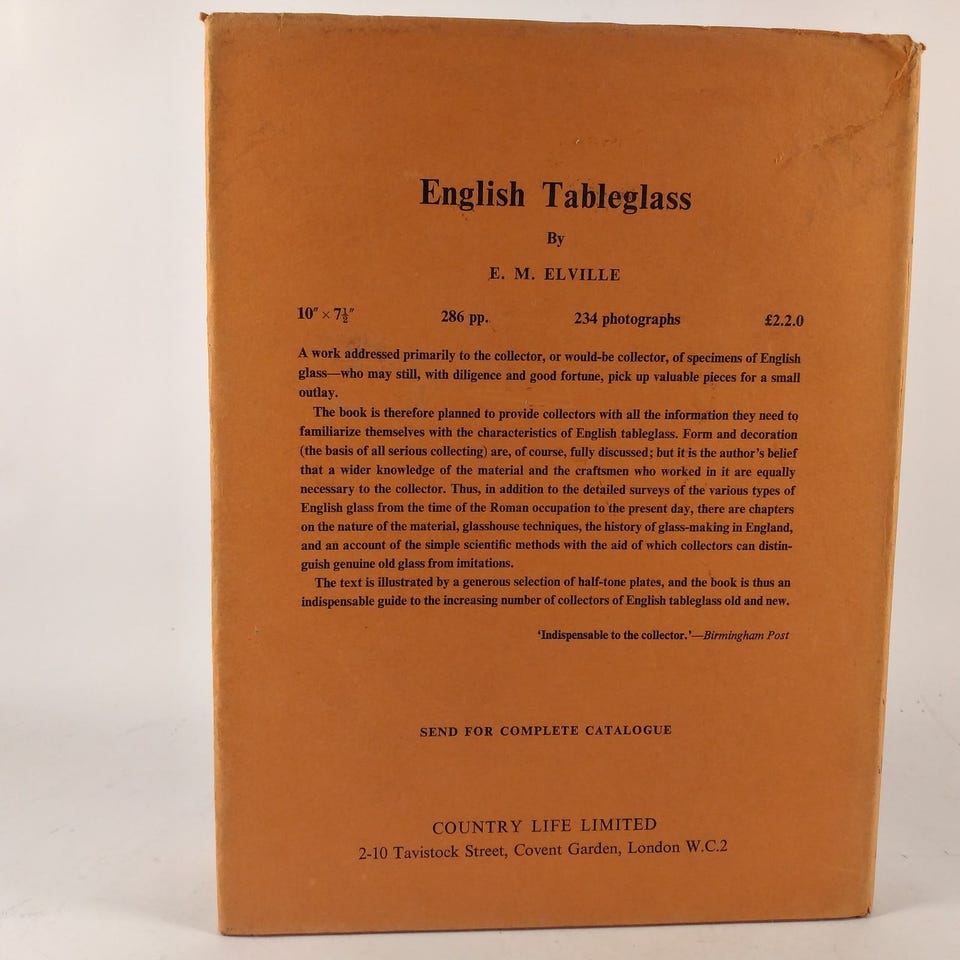 English Tableglass
By
E. M. ELVILLE
10″ × 7½″ 286 pp. 234 photographs £2.2.0
A work addressed primarily to the collector, or would-be collector, of specimens of English
glass—who may still, with diligence and good fortune, pick up valuable pieces for a small
outlay.
The book is therefore planned to provide collectors with all the information they need to
familiarize themselves with the characteristics of English tableglass. Form and decoration
(the basis of all serious collecting) are, of course, fully discussed; but it is the author's belief
that a wider knowledge of the material and the craftsmen who worked in it are equally
necessary to the collector. Thus, in addition to the detailed surveys of the various types of
English glass from the time of the Roman occupation to the present day, there are chapters
on the nature of the material, glasshouse techniques, the history of glass-making in England,
and an account of the simple scientific methods with the aid of which collectors can distin-
guish genuine old glass from imitations.
The text is illustrated by a generous selection of half-tone plates, and the book is thus an
indispensable guide to the increasing number of collectors of English tableglass old and new.
'Indispensable to the collector.'—Birmingham Post
SEND FOR COMPLETE CATALOGUE
COUNTRY LIFE LIMITED
2-10 Tavistock Street, Covent Garden, London W.C.2